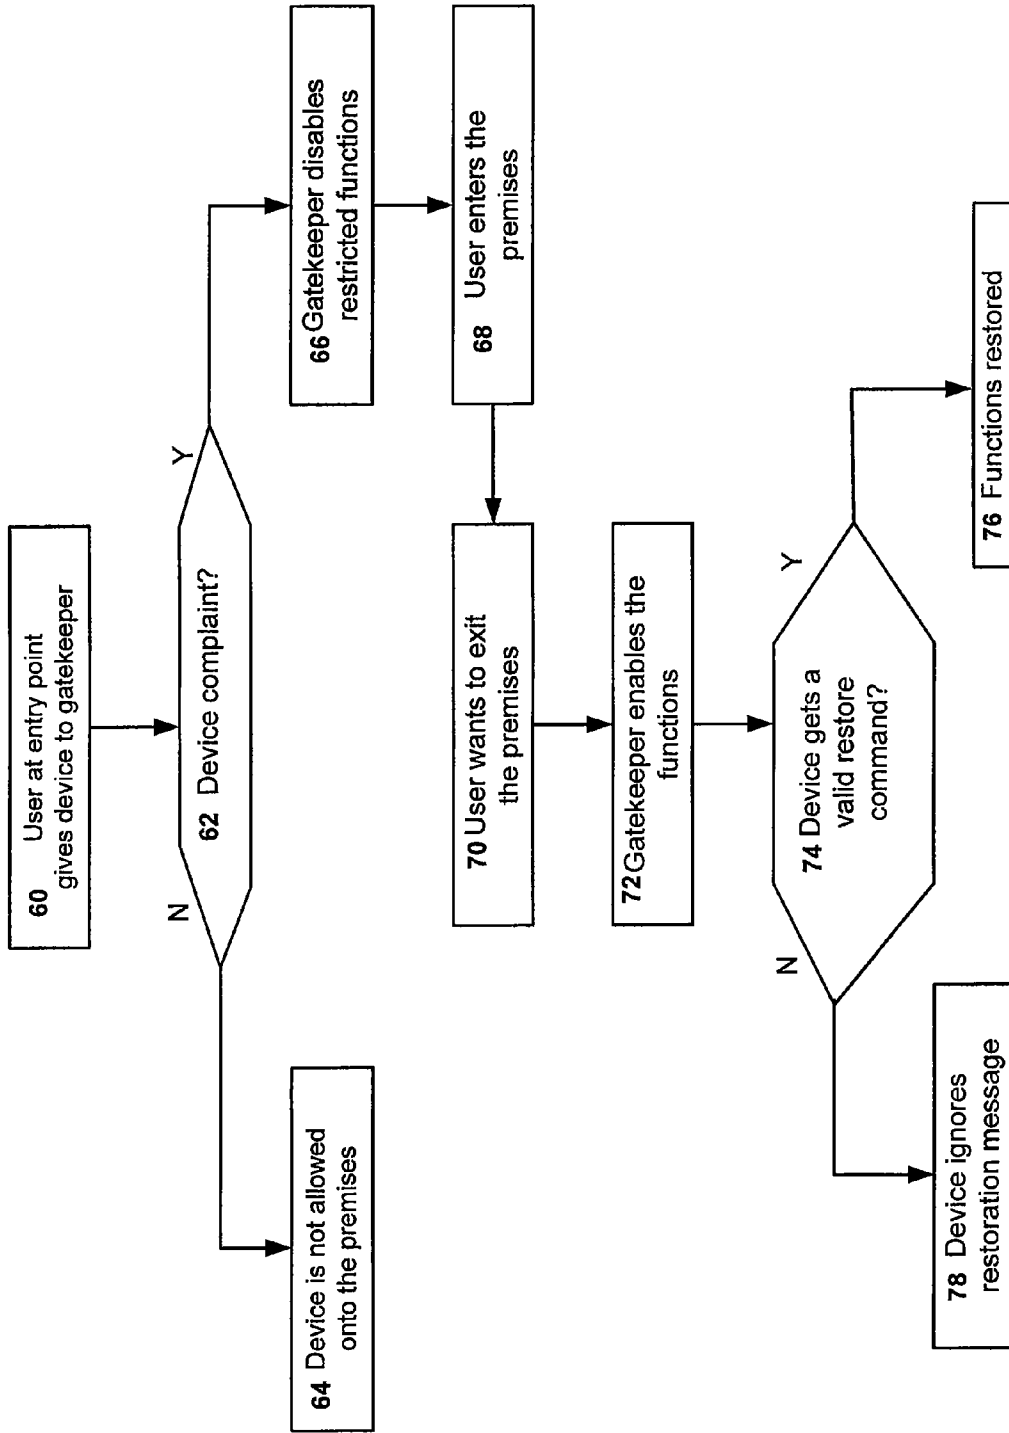 60 User at entry point
gives device to gatekeeper
62 Device complaint?
N
Y
64 Device is not allowed
onto the premises
66 Gatekeeper disables
restricted functions
68 User enters the
premises
70 User wants to exit
the premises
72 Gatekeeper enables the
functions
74 Device gets a
valid restore
command?
N
Y
78 Device ignores
restoration message
76 Functions restored